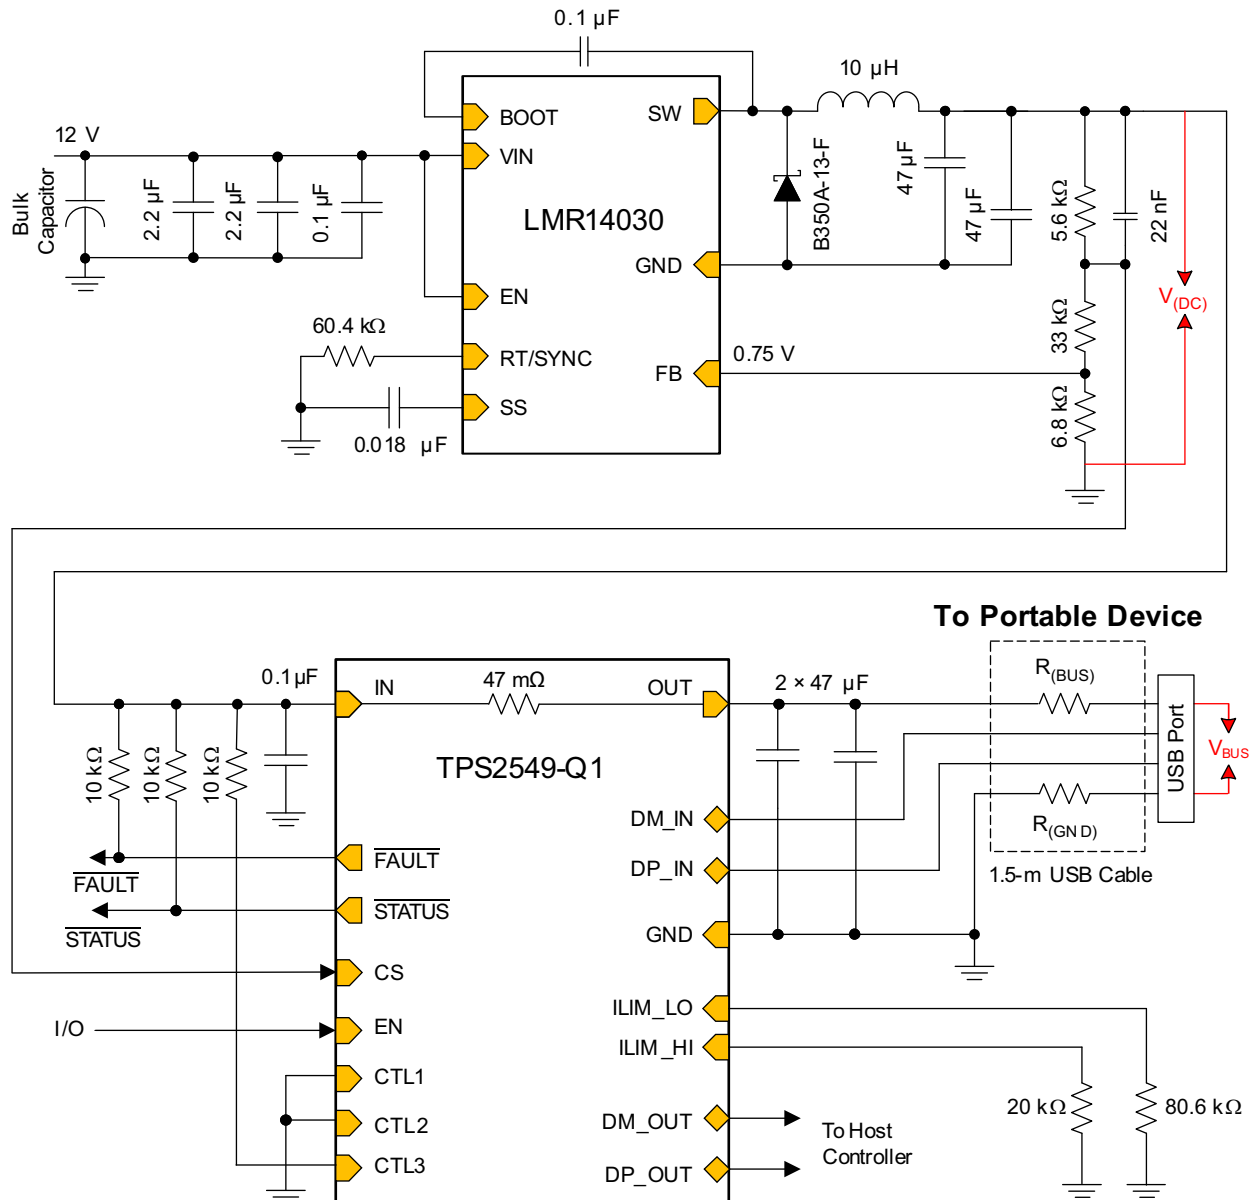 0.1 µF
10 µH
BOOT
SW
12 V
VIN
Bulk
Capacitor
2.2 µF
2.2 µF
0.1 µF
LMR14030
B350A-13-F
47 µF
47 µF
5.6 kΩ
22 nF
GND
EN
V(DC)
60.4 kΩ
RT/SYNC
33 kΩ
0.75 V
FB
SS
0.018 µF
6.8 kΩ
To Portable Device
0.1 µF
IN
47 mΩ
OUT
2 × 47 µF
R(BUS)
10 kΩ
10 kΩ
10 kΩ
TPS2549-Q1
USB Port
VBUS
DM_IN
R(GND)
FAULT
FAULT
DP_IN
1.5-m USB Cable
STATUS
STATUS
GND
CS
ILIM_LO
I/O
EN
ILIM_HI
CTL1
20 kΩ
80.6 kΩ
CTL2
DM_OUT
To Host
Controller
CTL3
DP_OUT